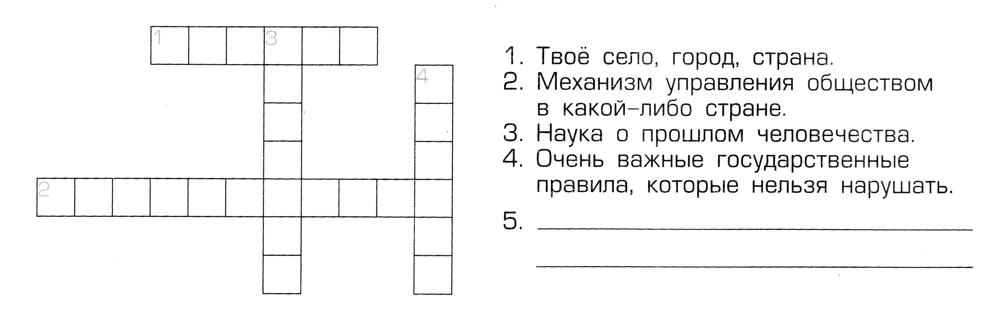 1
3
4
2
1. Твоё село, город, страна.
2. Механизм управления обществом
в какой-либо стране.
3. Наука о прошлом человечества.
4. Очень важные государственные
правила, которые нельзя нарушать.
5.